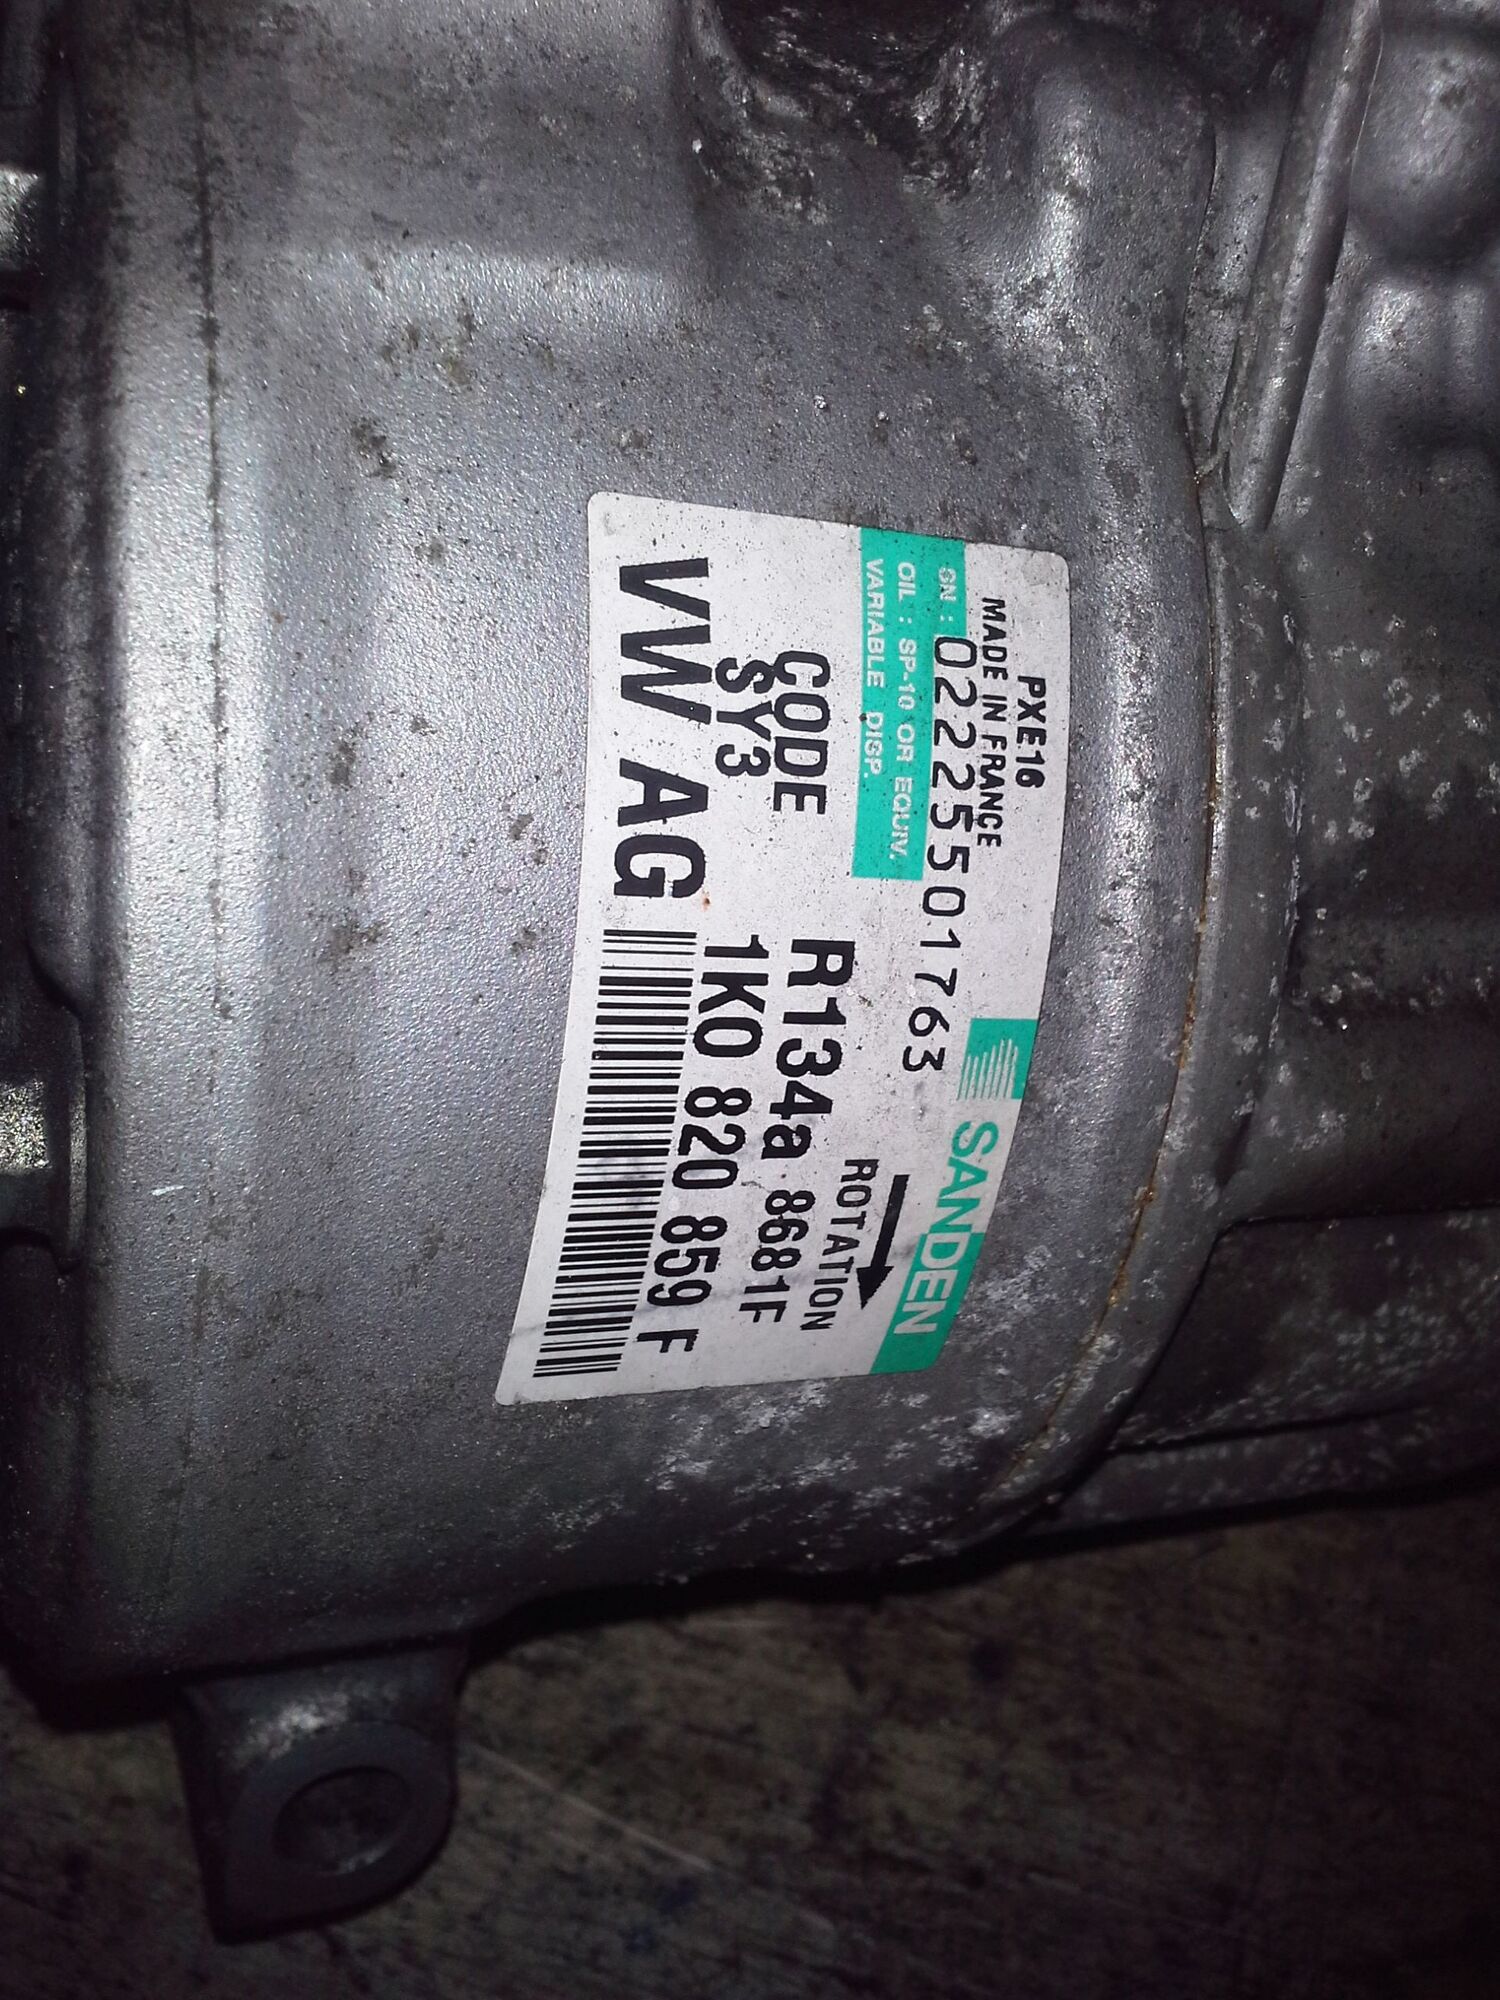 PXE16
MADE IN FRANCE
SN : 02225501763
OIL : SP-10 OR EQUIV.
VARIABLE DISP.
SANDEN
ROTATION
CODE
SY3
R134a 8681F
1K0 820 859 F
VW AG